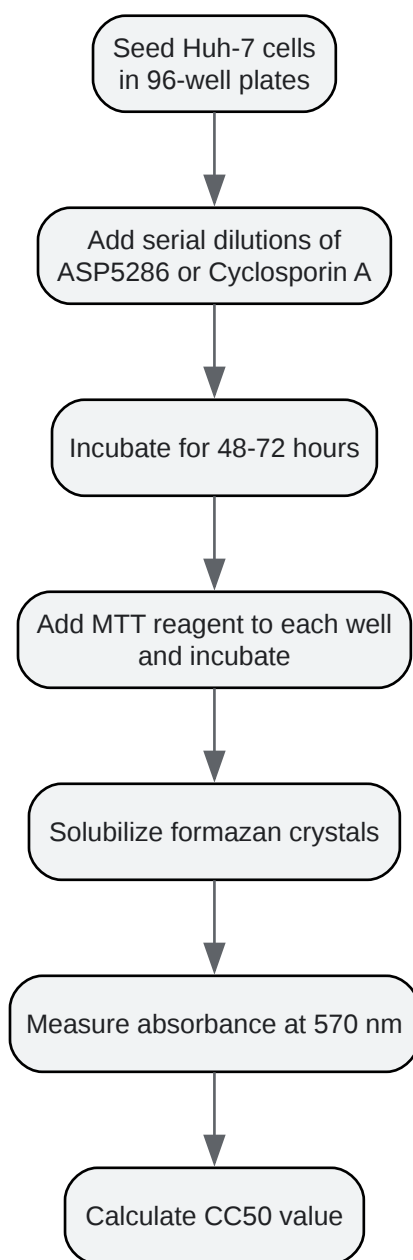 Seed Huh-7 cells
in 96-well plates
Add serial dilutions of
ASP5286 or Cyclosporin A
Incubate for 48-72 hours
Add MTT reagent to each well
and incubate
Solubilize formazan crystals
Measure absorbance at 570 nm
Calculate CC50 value